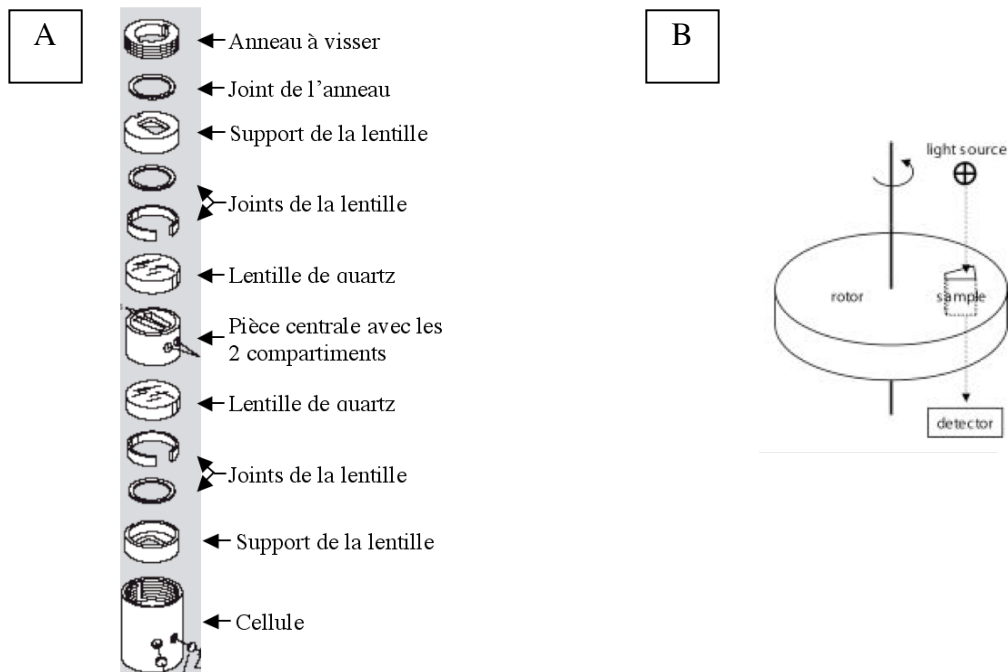 A
Anneau à visser
Joint de l'anneau
Support de la lentille
Joints de la lentille
Lentille de quartz
Pièce centrale avec les
2 compartiments
Lentille de quartz
Joints de la lentille
Support de la lentille
Cellule
B
light source
rotor
sample
detector